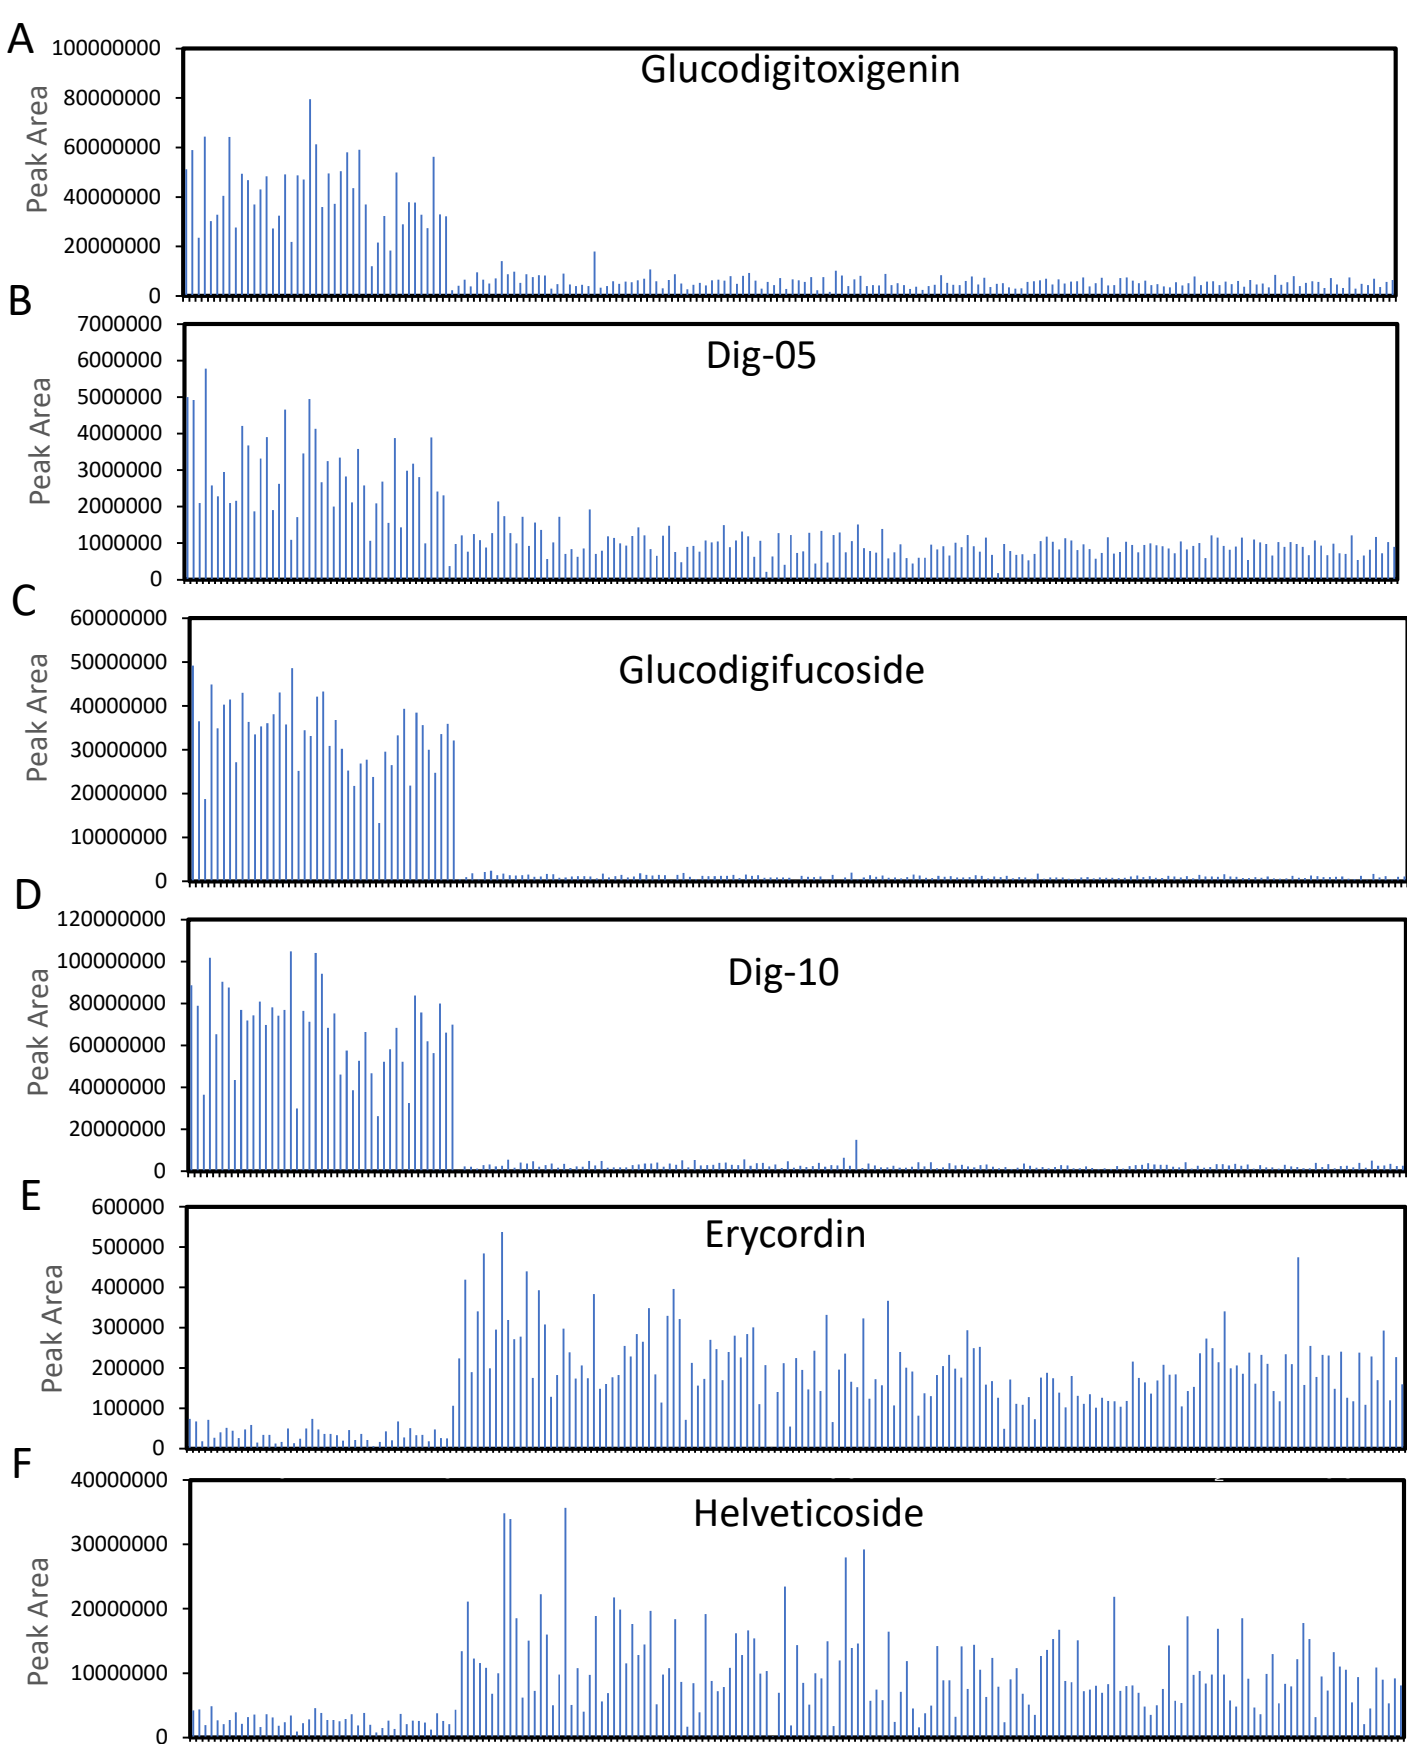 A
Glucodigitoxigenin
Peak Area
100000000
80000000
60000000
40000000
20000000
0
B
Dig-05
Peak Area
7000000
6000000
5000000
4000000
3000000
2000000
1000000
0
C
Glucodigifucoside
Peak Area
60000000
50000000
40000000
30000000
20000000
10000000
0
D
Dig-10
Peak Area
120000000
100000000
80000000
60000000
40000000
20000000
0
E
Erycordin
Peak Area
600000
500000
400000
300000
200000
100000
0
F
Helveticoside
Peak Area
40000000
30000000
20000000
10000000
0